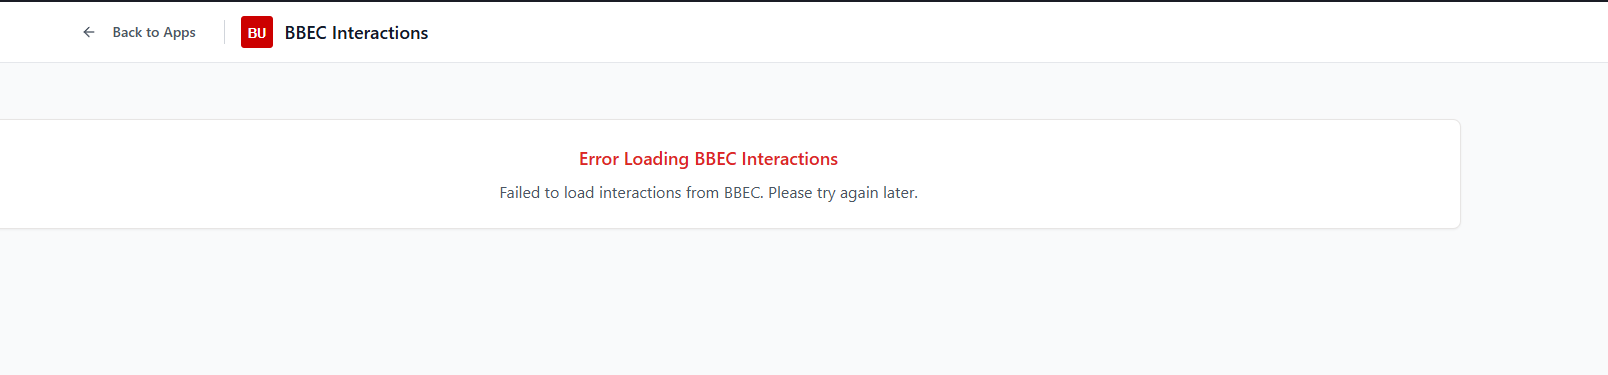 Back to Apps
BU
BBEC Interactions
Error Loading BBEC Interactions
Failed to load interactions from BBEC. Please try again later.